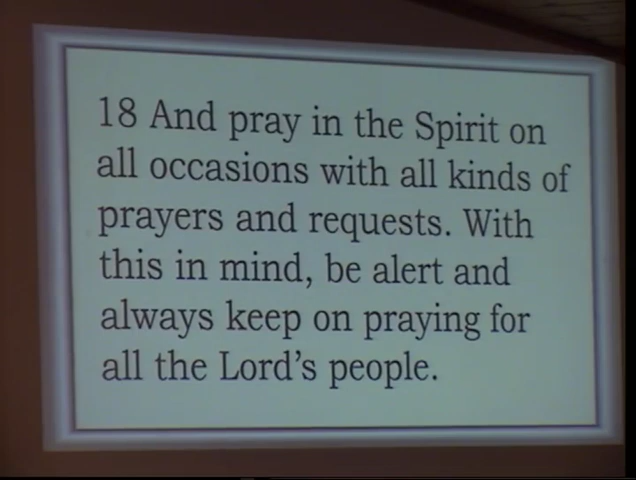 18 And pray in the Spirit on
all occasions with all kinds of
prayers and requests. With
this in mind, be alert and
always keep on praying for
all the Lord's people.